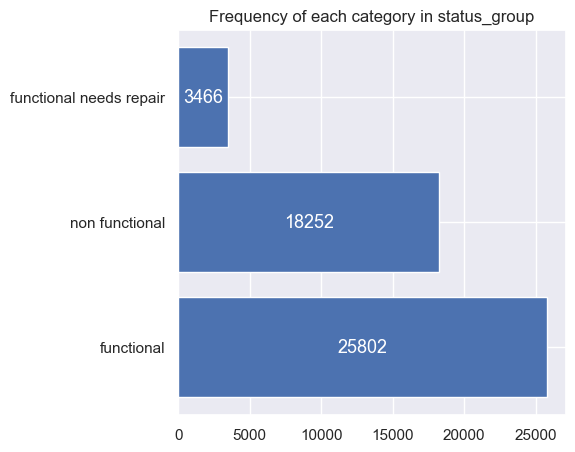 Frequency of each category in status_group
functional needs repair
3466
non functional
18252
functional
25802
0 5000 10000 15000 20000 25000